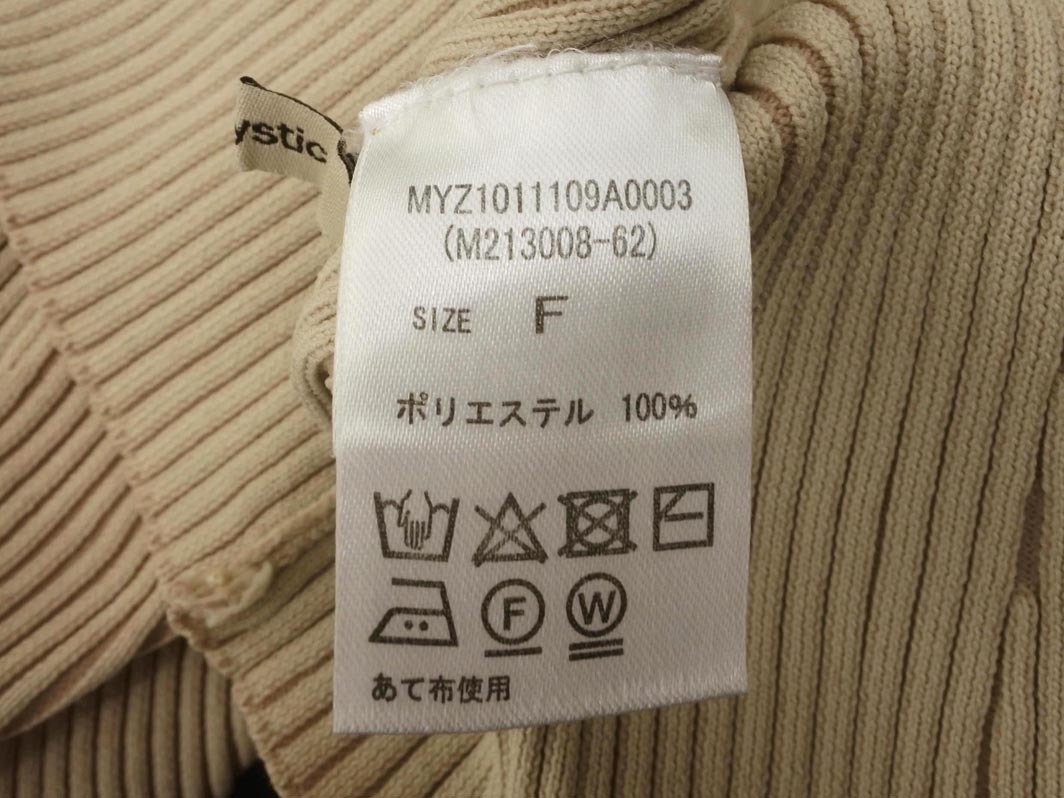 ystic
MYZ1011109A0003
(M213008-62)
SIZE F
ポリエステル 100%
F W
あて布使用